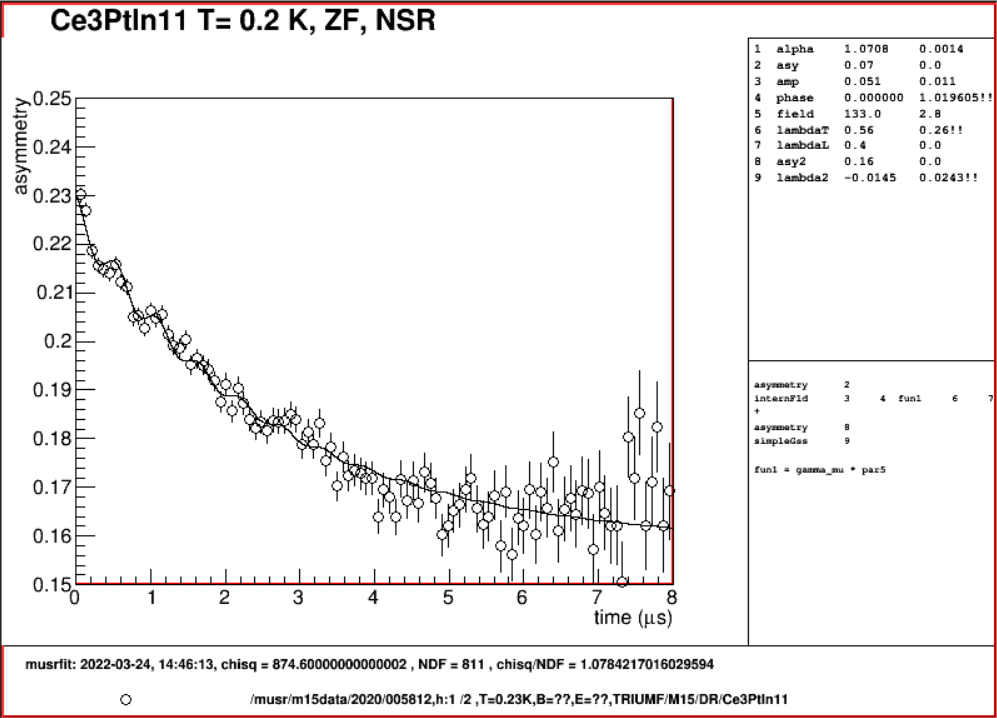 Ce3PtIn11 T= 0.2 K, ZF, NSR
1 alpha 1.0708 0.0014
2 asy 0.07 0.0
3 amp 0.051 0.011
4 phase 0.000000 1.019605!!
5 field 133.0 2.8
6 lambdaT 0.56 0.26!!
7 lambdaL 0.4 0.0
8 asy2 0.16 0.0
9 lambda2 -0.0145 0.0243!!
asymmetry
0.25
0.24
0.23
0.22
0.21
0.2
0.19
0.18
0.17
0.16
0.15
0 1 2 3 4 5 6 7 8
time (μs)
asymmetry 2
internFld 3 4 fun1 6 7
+
asymmetry 8
simpleGss 9
fun1 = gamma_mu * par5
musrfit: 2022-03-24, 14:46:13, chisq = 874.60000000000002 , NDF = 811 , chisq/NDF = 1.0784217016029594
/musr/m15data/2020/005812,h:1 /2 ,T=0.23K,B=??,E=??,TRIUMF/M15/DR/Ce3PtIn11